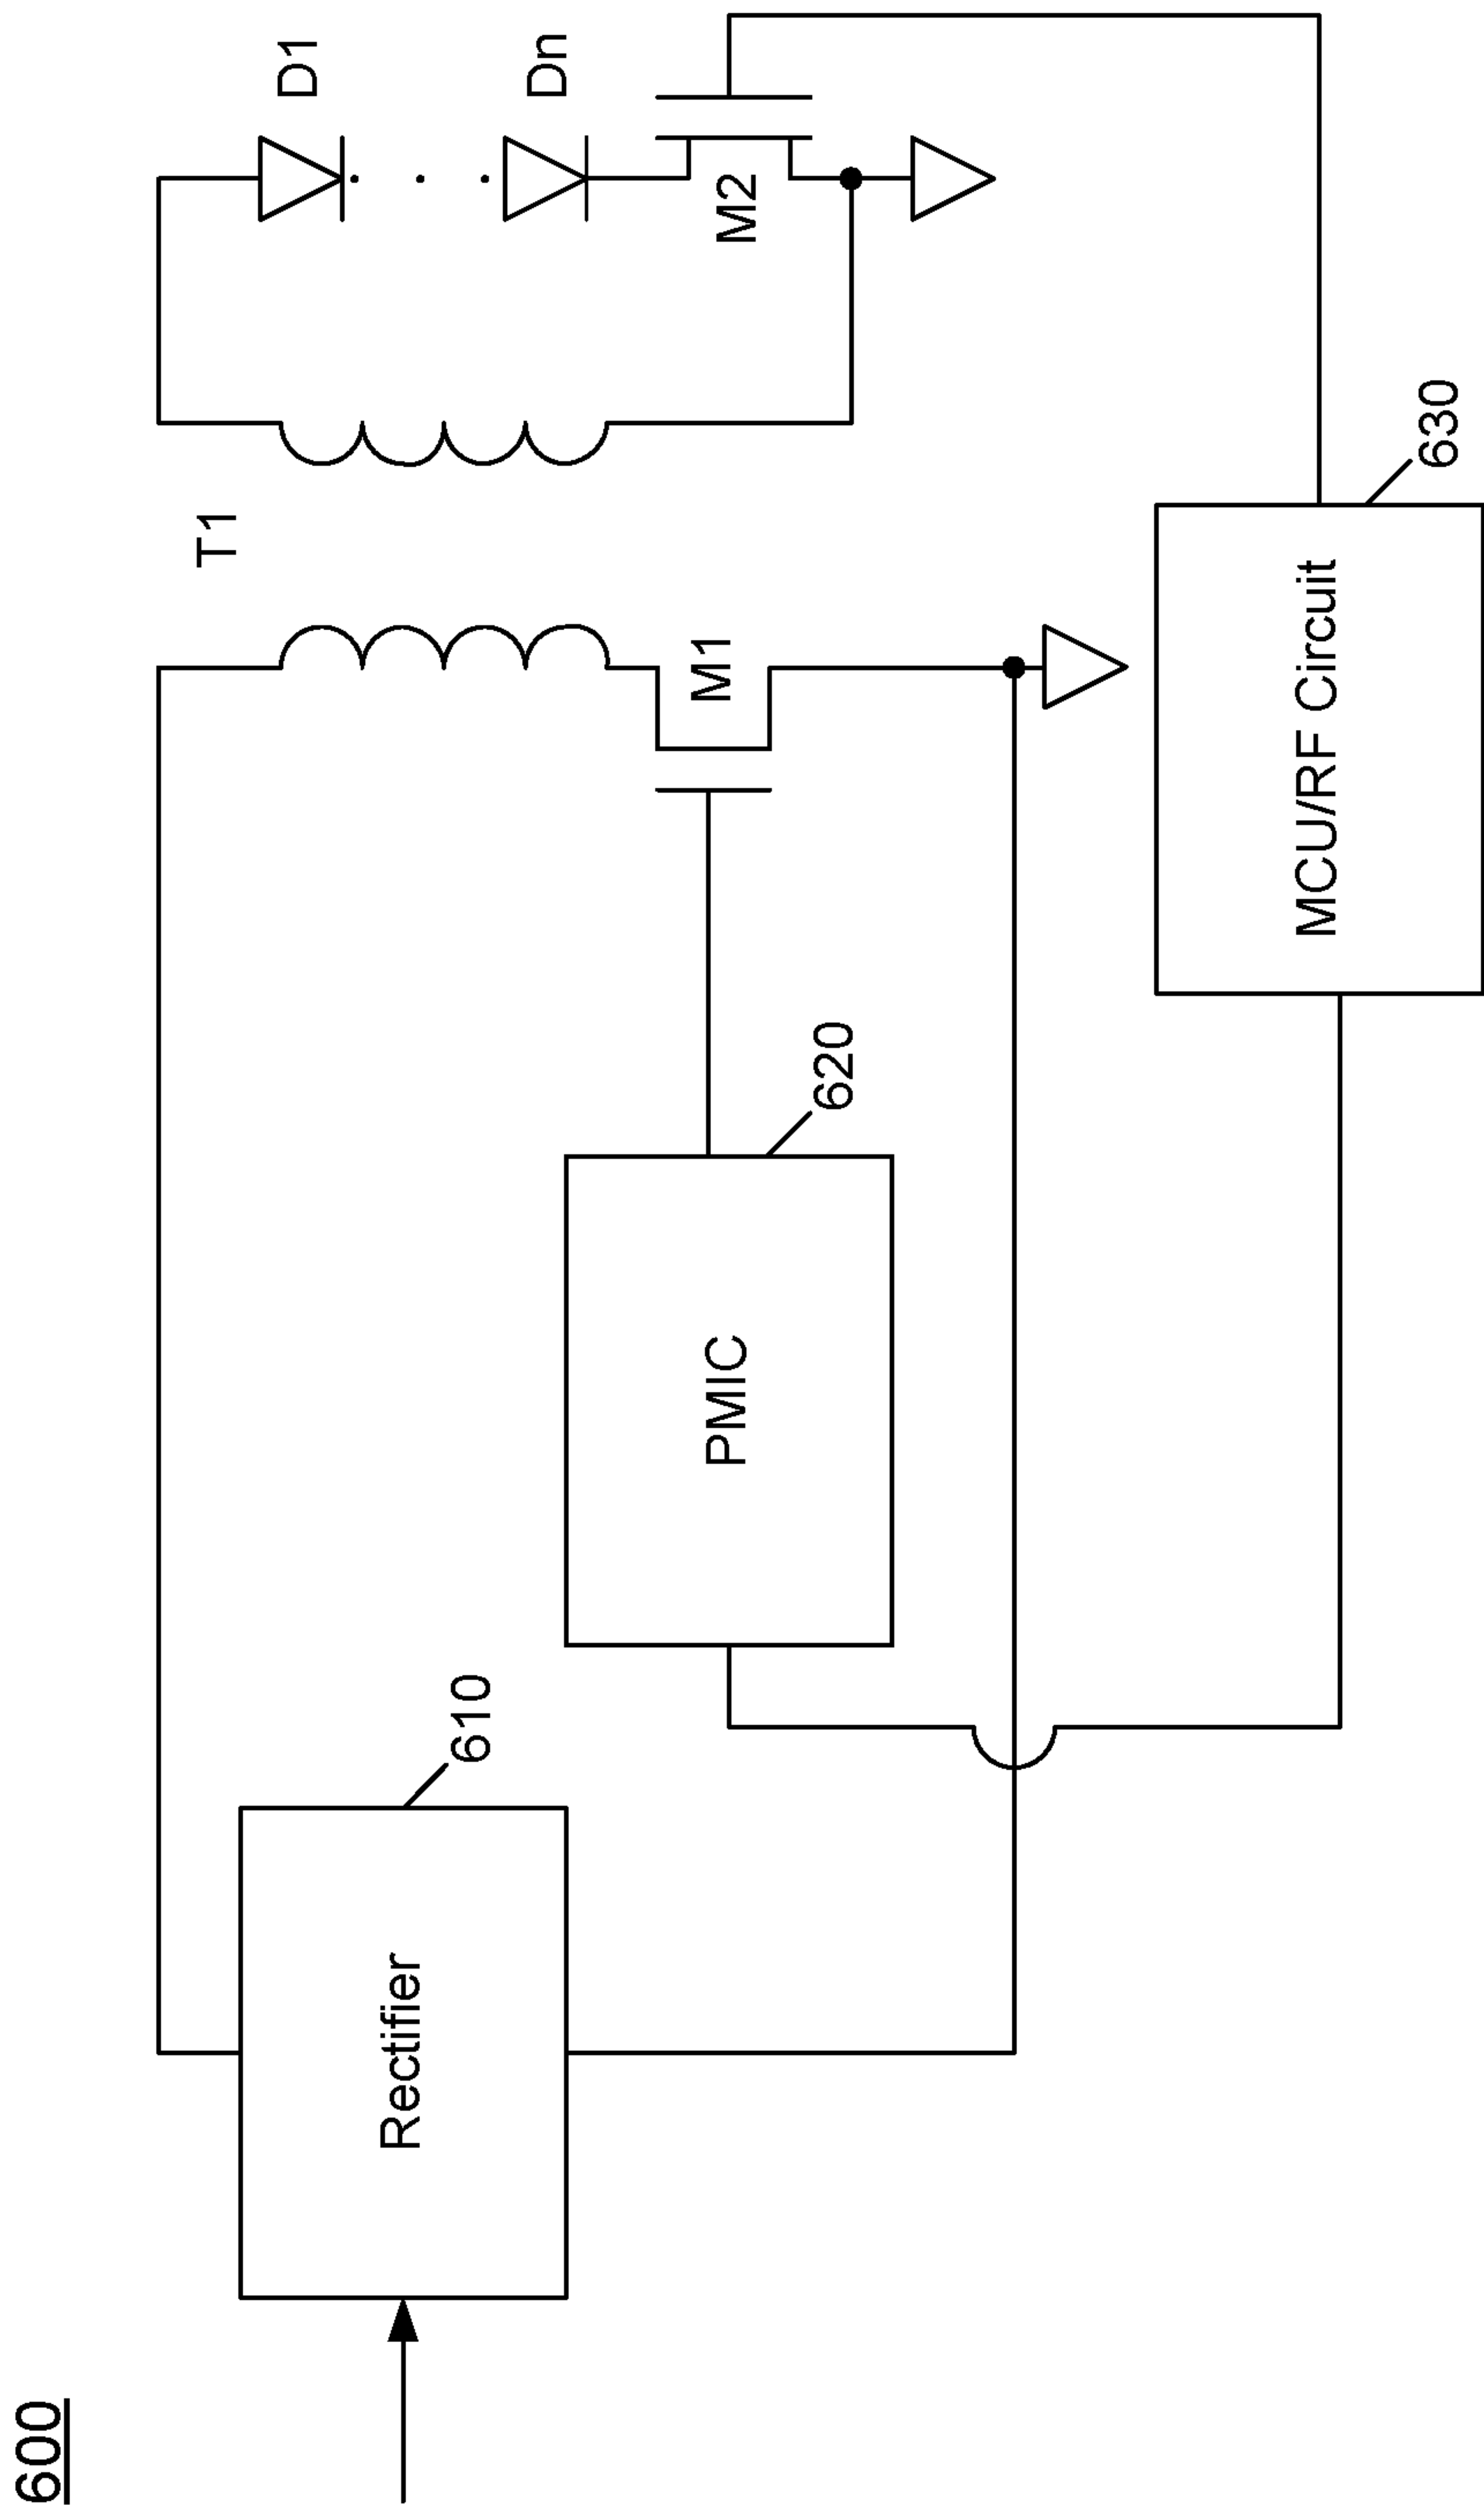 600
Rectifier
610
PMIC
620
M1
T1
D1
Dn
M2
MCU/RF Circuit
630